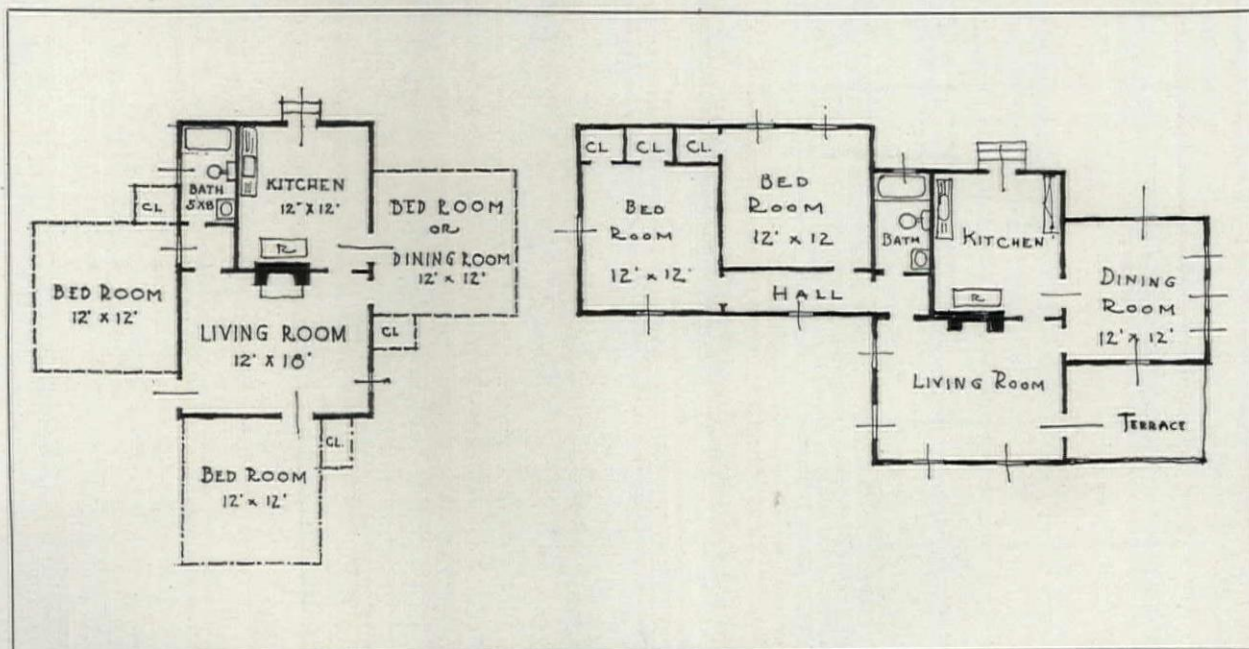 BATH
5X8
KITCHEN
12" X 12'
CL
BED ROOM
OR
DINING ROOM
12' x 12'
R
BED ROOM
12' x 12'
LIVING ROOM
12' X 18'
CL
CL.
BED ROOM
12' x 12'
CL
CL
CL.
BED
ROOM
12' x 12
BED
ROOM
12' x 12'
BATH
KITCHEN
HALL
R
DINING
ROOM
12' x 12'
LIVING ROOM
TERRACE